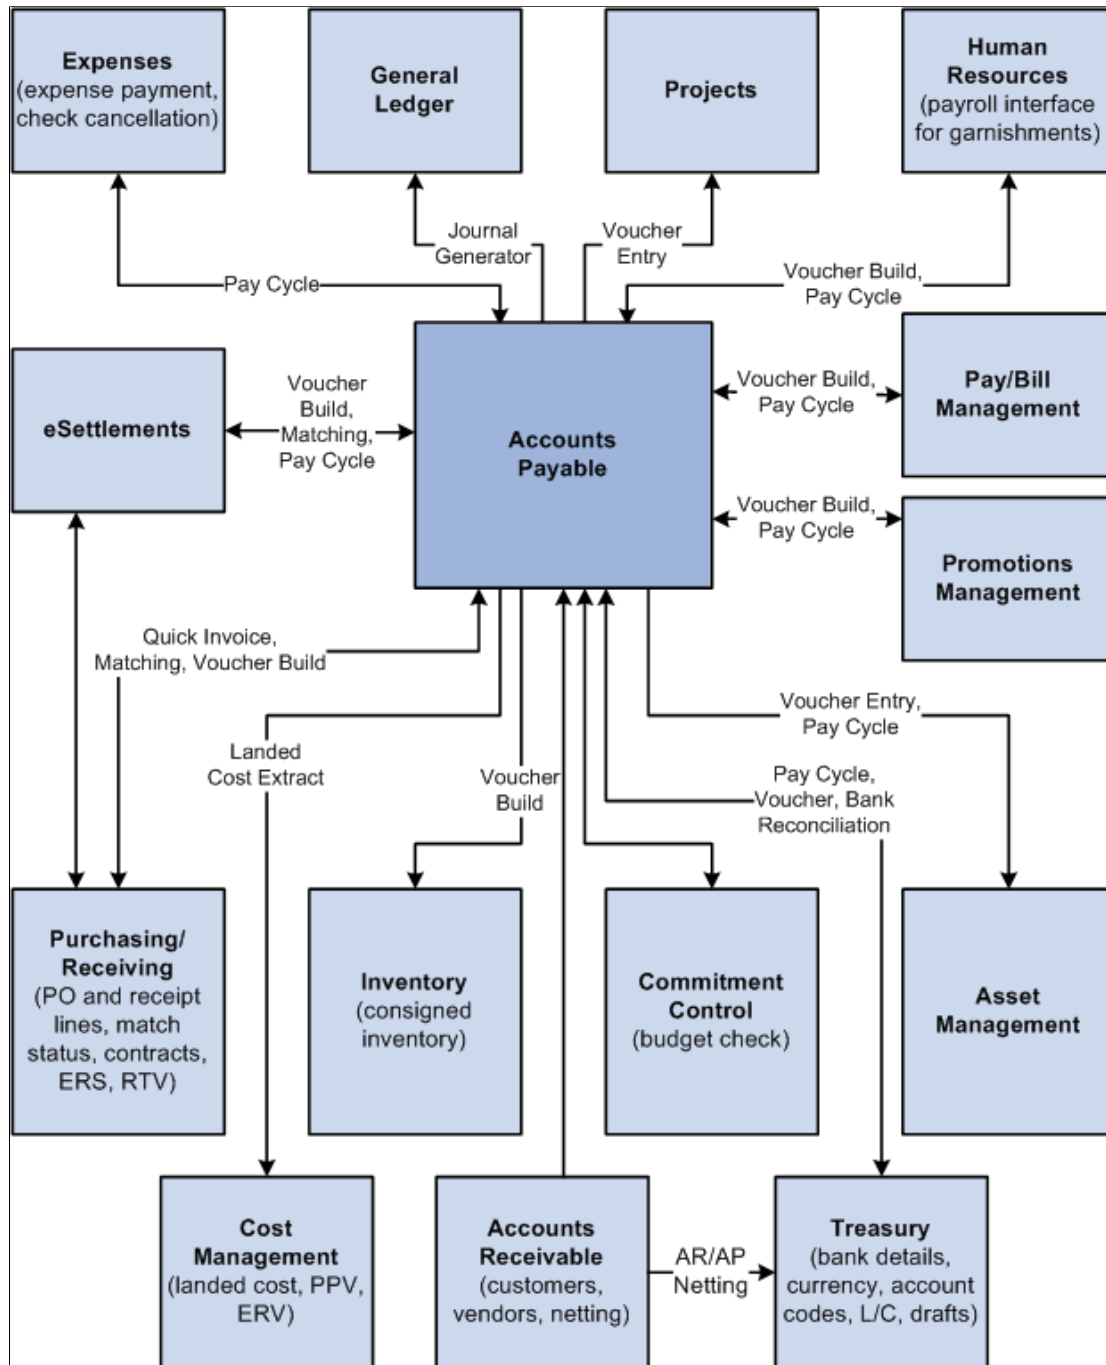 Expenses
(expense payment,
check cancellation)
General
Ledger
Projects
Human
Resources
(payroll interface
for garnishments)
Journal
Generator
Voucher
Entry
Pay Cycle
Voucher Build,
Pay Cycle
eSettlements
Voucher
Build,
Matching,
Pay Cycle
Accounts
Payable
Voucher Build,
Pay Cycle
Pay/Bill
Management
Voucher Build,
Pay Cycle
Promotions
Management
Quick Invoice,
Matching, Voucher Build
Landed
Cost Extract
Voucher
Build
Voucher Entry,
Pay Cycle
Pay Cycle,
Voucher, Bank
Reconciliation
Purchasing/
Receiving
(PO and receipt
lines, match
status, contracts,
ERS, RTV)
Inventory
(consigned
inventory)
Commitment
Control
(budget check)
Asset
Management
Cost
Management
(landed cost, PPV,
ERV)
Accounts
Receivable
(customers,
vendors, netting)
AR/AP
Netting
Treasury
(bank details,
currency, account
codes, L/C, drafts)